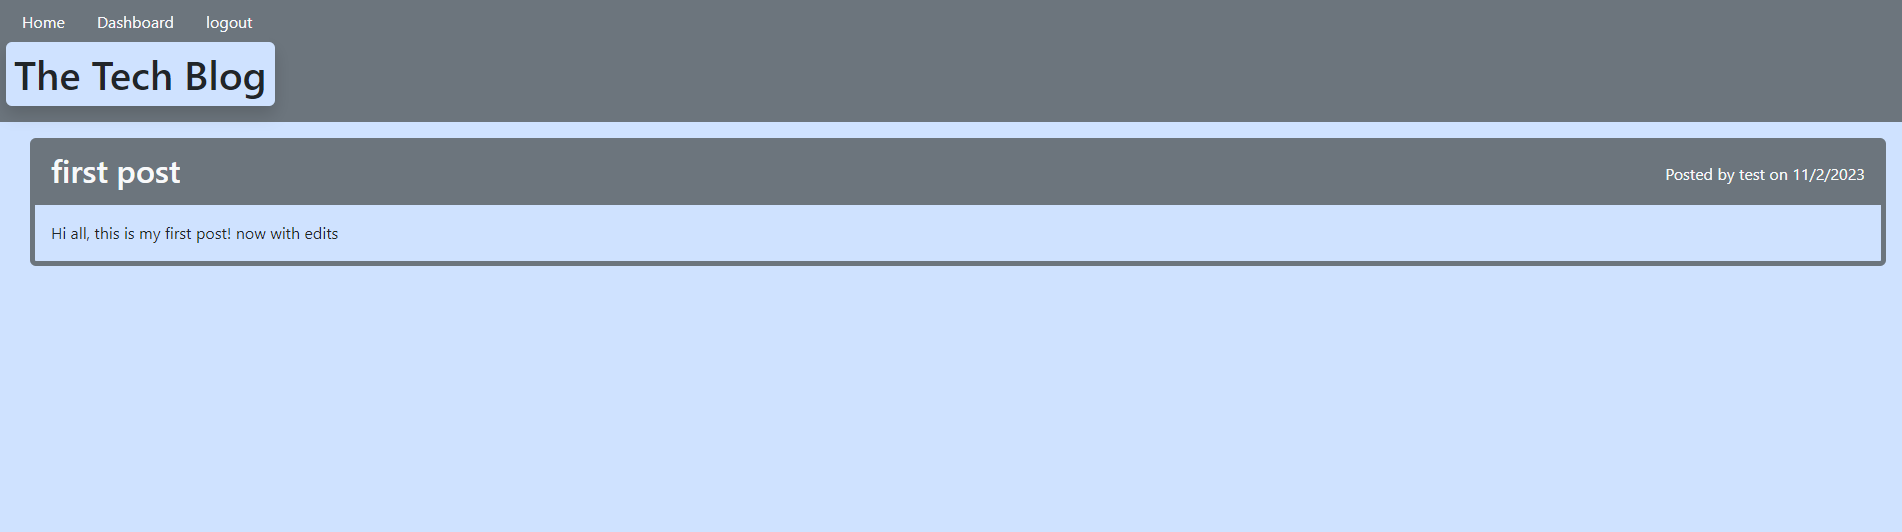 Home Dashboard logout
The Tech Blog
first post
Posted by test on 11/2/2023
Hi all, this is my first post! now with edits